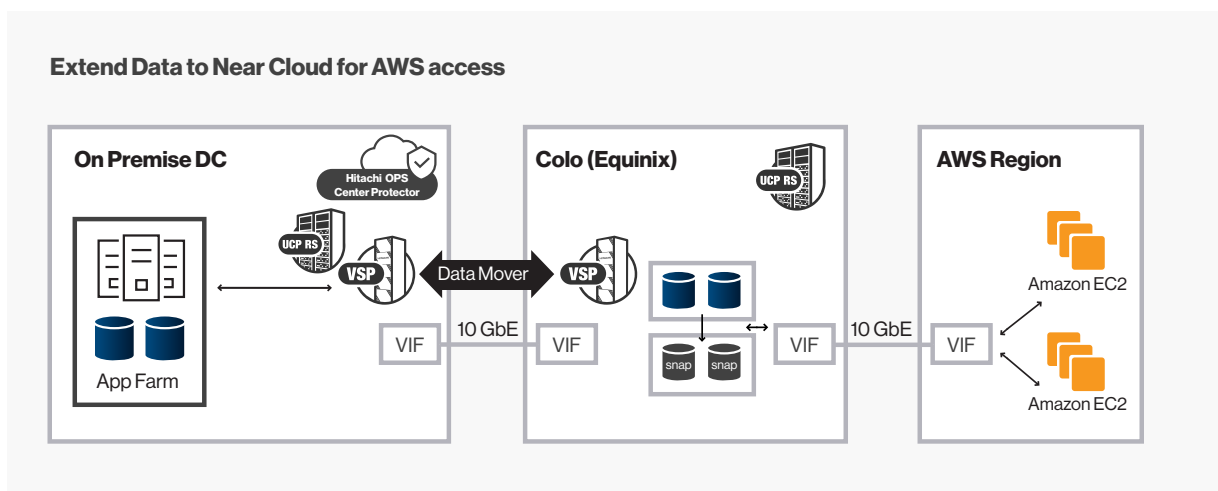 Extend Data to Near Cloud for AWS access
On Premise DC
Hitachi OPS
Center Protector
UCP RS
VSP
App Farm
VIF
Data Mover
10 GbE
Colo (Equinix)
UCP RS
VSP
VIF
snap
snap
VIF
10 GbE
AWS Region
VIF
Amazon EC2
Amazon EC2